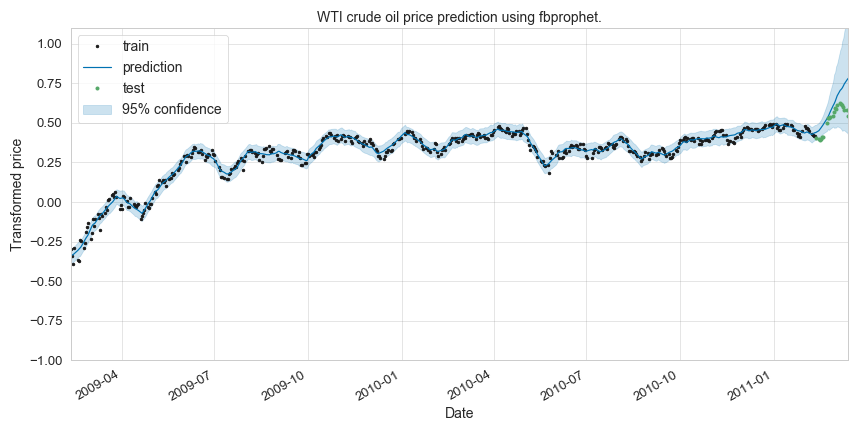 WTI crude oil price prediction using fbprophet.
train
prediction
test
95% confidence
1.00
0.75
0.50
0.25
0.00
−0.25
−0.50
−0.75
−1.00
Transformed price
2009-04
2009-07
2009-10
2010-01
2010-04
2010-07
2010-10
2011-01
Date